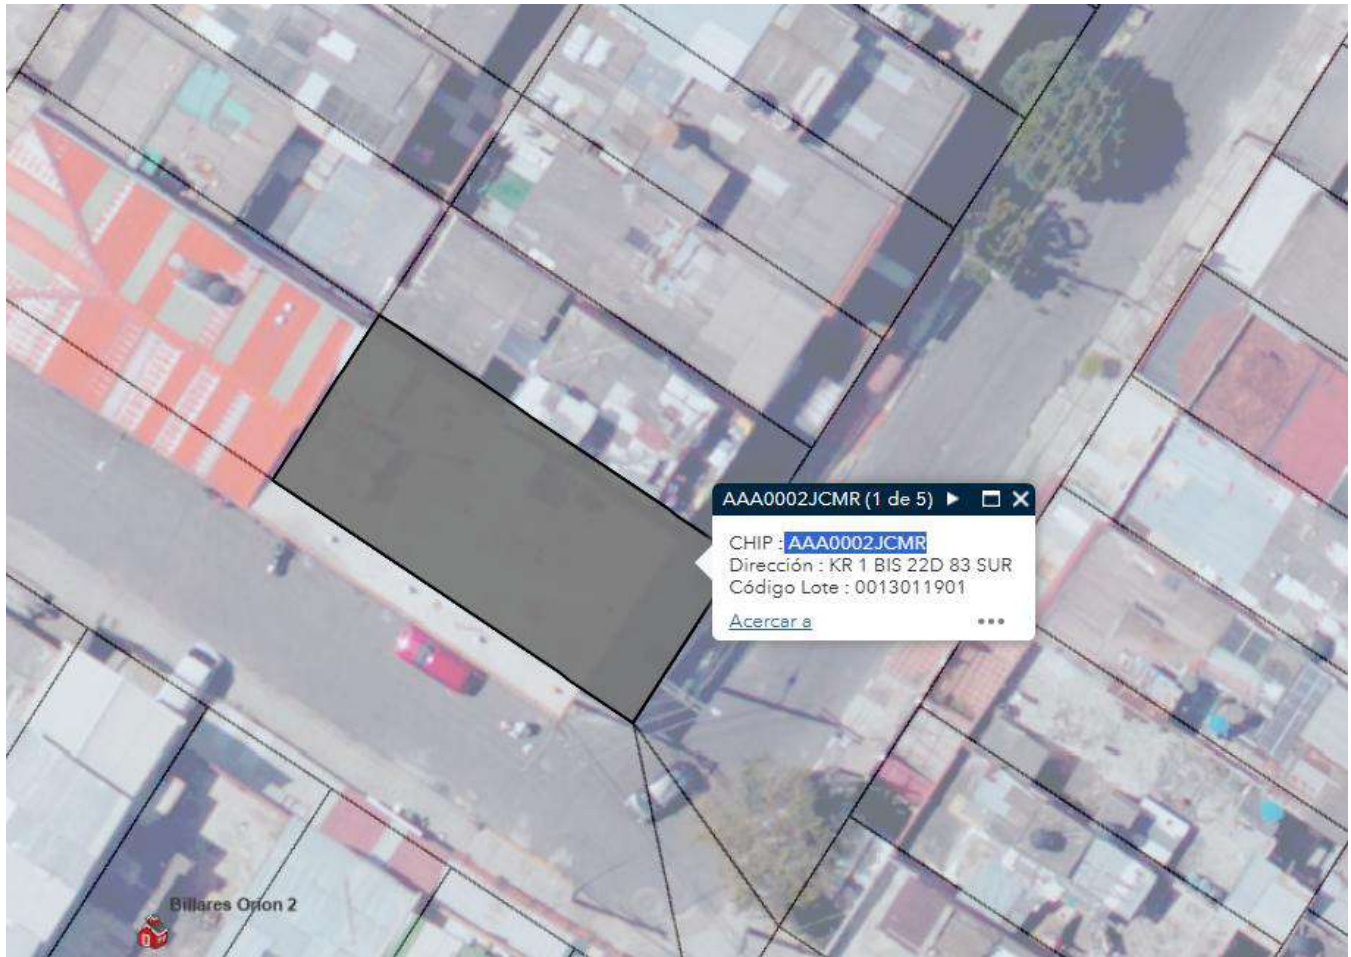 AAA0002JCMR (1 de 5)
CHIP : AAA0002JCMR
Dirección : KR 1 BIS 22D 83 SUR
Código Lote : 0013011901
Acercar a
Billares Orion 2